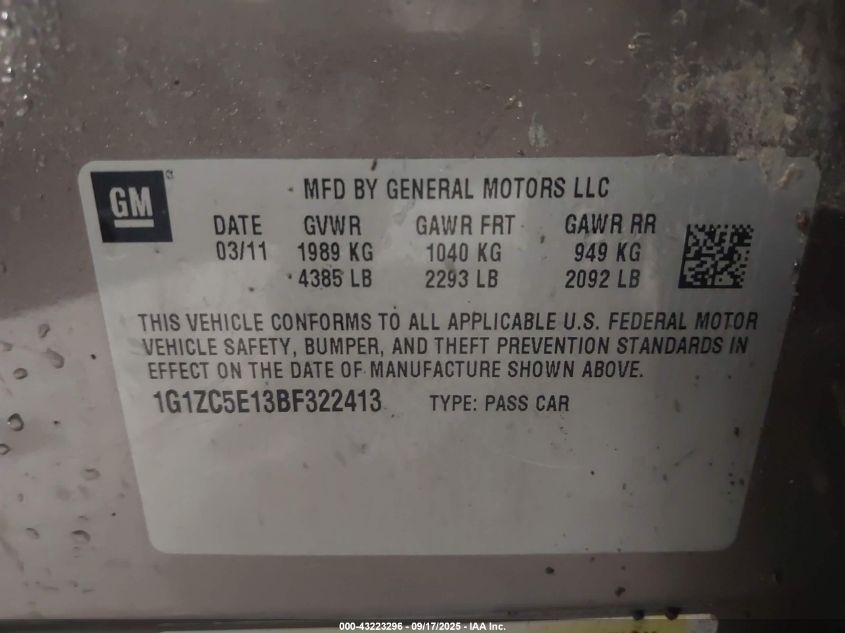 GM
MFD BY GENERAL MOTORS LLC
DATE GVWR GAWR FRT GAWR RR
03/11 1989 KG 1040 KG 949 KG
4385 LB 2293 LB 2092 LB
THIS VEHICLE CONFORMS TO ALL APPLICABLE U.S. FEDERAL MOTOR
VEHICLE SAFETY, BUMPER, AND THEFT PREVENTION STANDARDS IN
EFFECT ON THE DATE OF MANUFACTURE SHOWN ABOVE.
1G1ZC5E13BF322413 TYPE: PASS CAR
000-43223296 - 09/17/2025 - IAA Inc.